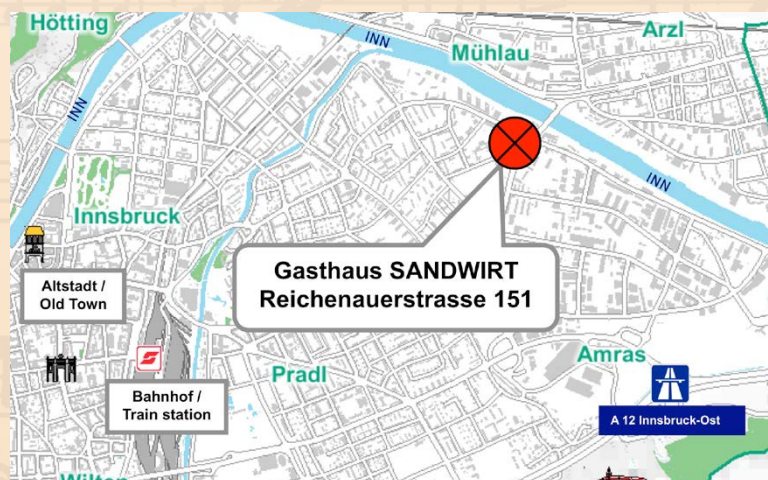 Hötting
INN
Mühlau
Arzl
INN
INN
Innsbruck
Altstadt /
Old Town
Gasthaus SANDWIRT
Reichenauerstrasse 151
Bahnhof /
Train station
Pradl
Amras
A 12 Innsbruck-Ost
Wilten